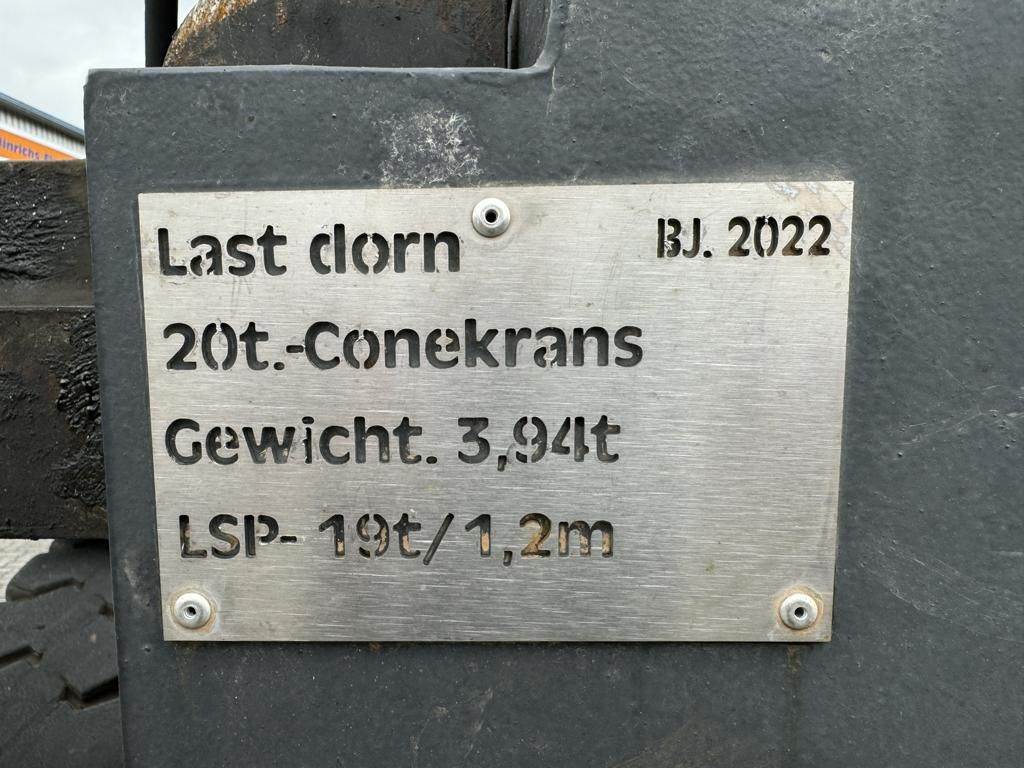 Last dorn BJ. 2022
20t.-Conekrans
Gewicht. 3,94t
LSP- 19t/1,2m